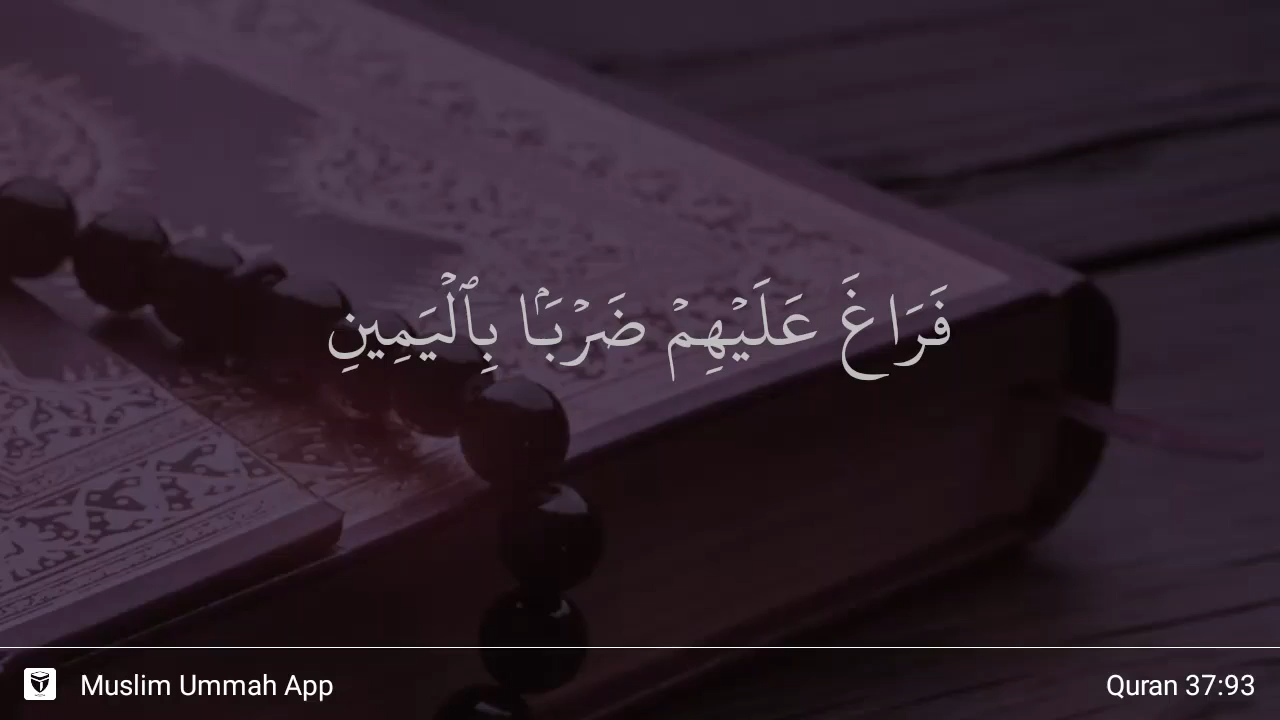 فَرَاغَ عَلَيۡهِمۡ ضَرۡبَۢا بِٱلۡيَمِينِ
Muslim Ummah App
Quran 37:93